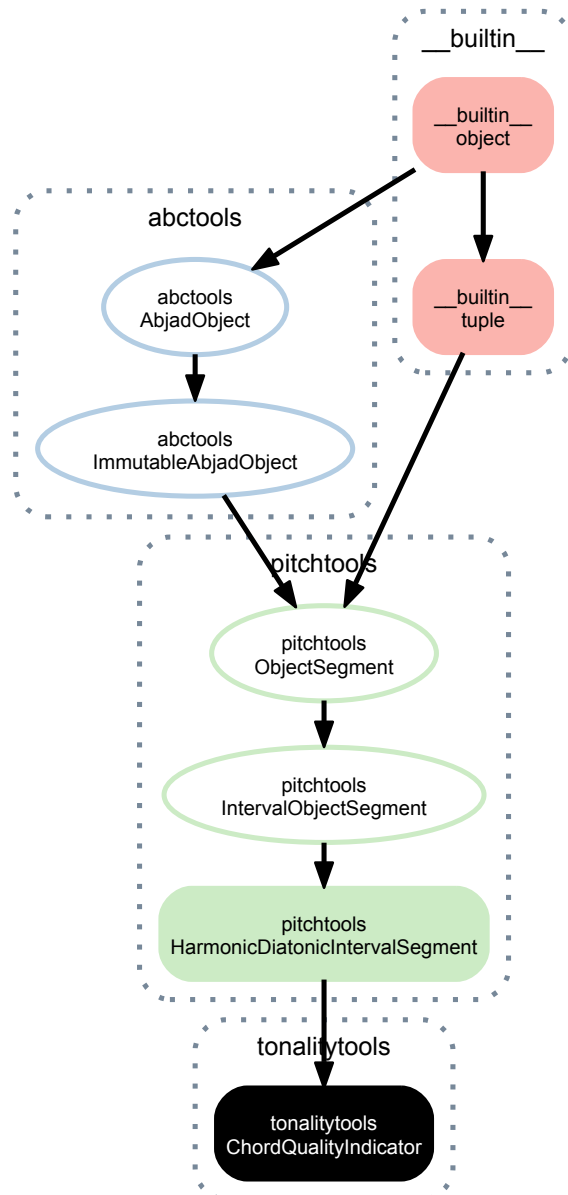 __builtin__
__builtin__
object
abctools
abctools
AbjadObject
__builtin__
tuple
abctools
ImmutableAbjadObject
pitchtools
pitchtools
ObjectSegment
pitchtools
IntervalObjectSegment
pitchtools
HarmonicDiatonicIntervalSegment
tonalitytools
tonalitytools
ChordQualityIndicator